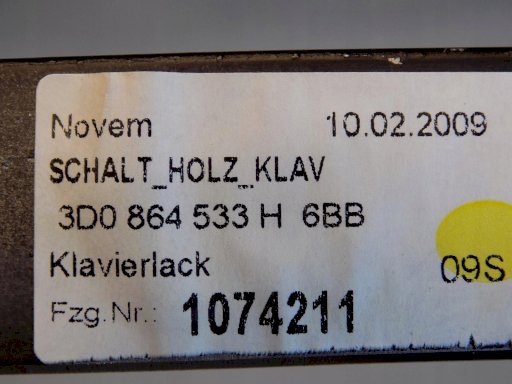 Novem 10.02.2009
SCHALT_HOLZ_KLAV
3D0 864 533 H 6BB
Klavierlack 09S
Fzg.Nr.: 1074211